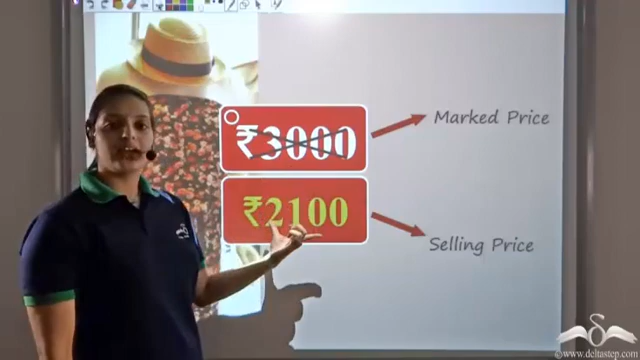 ₹3000
Marked Price
₹2100
Selling Price
©www.deltastep.com